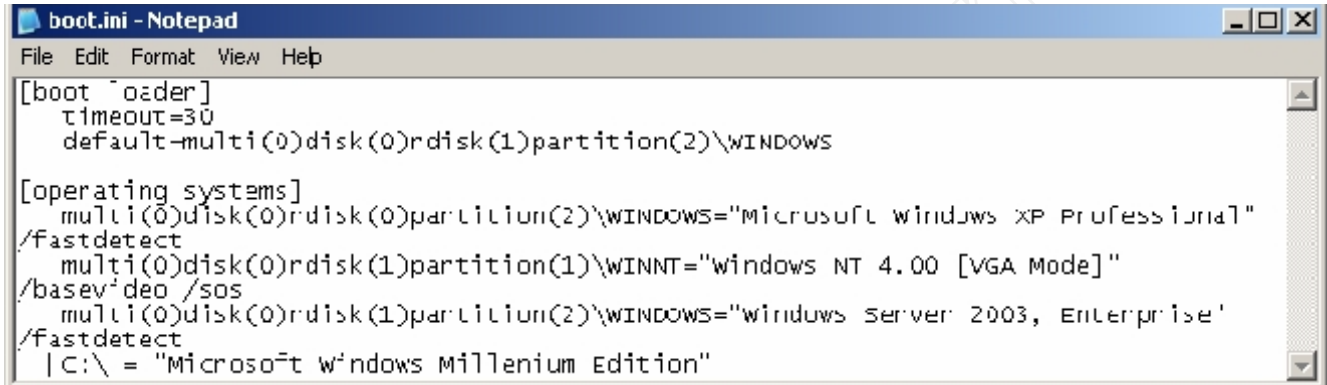 boot.ini - Notepad
File Edit Format View Help
[boot loader]
timeout=30
default=multi(0)disk(0)rdisk(1)partition(2)\WINDOWS
[operating systems]
multi(0)disk(0)rdisk(0)partition(2)\WINDOWS="Microsoft Windows XP Professional"
/fastdetect
multi(0)disk(0)rdisk(1)partition(1)\WINNT="Windows NT 4.00 [VGA Mode]"
/basevideo /sos
multi(0)disk(0)rdisk(1)partition(2)\WINDOWS="Windows Server 2003, Enterprise"
/fastdetect
C:\ = "Microsoft Windows Millenium Edition"